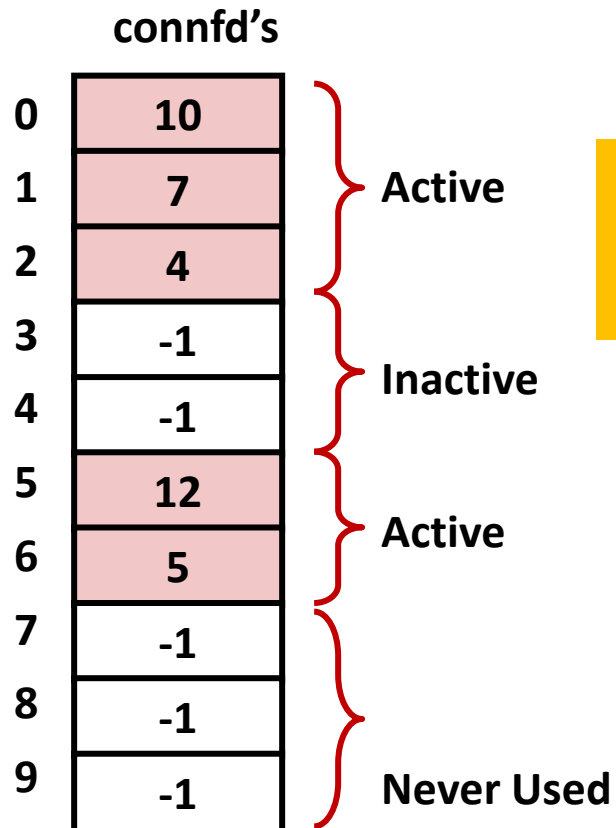 connfd's
0 10
1 7 Active
2 4
3 -1
4 -1 Inactive
5 12
6 5 Active
7 -1
8 -1
9 -1 Never Used